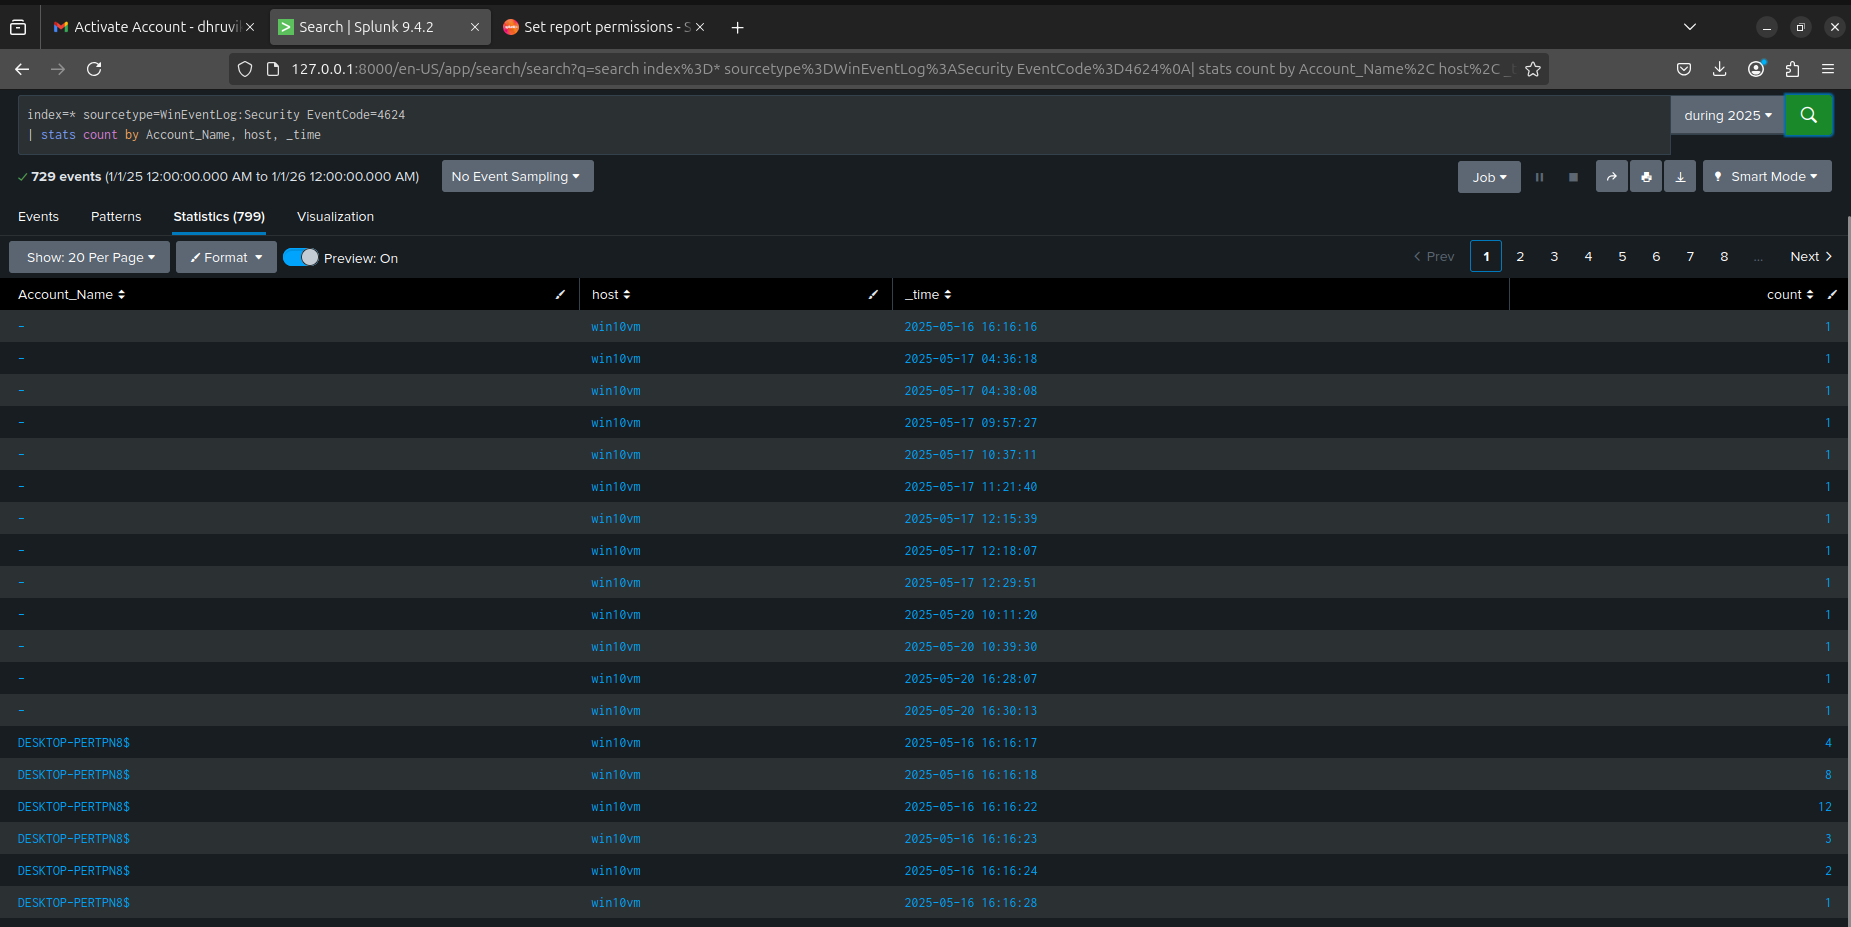 Activate Account - dhruvil
Search | Splunk 9.4.2
Set report permissions - S
127.0.0.1:8000/en-US/app/search/search?q=search index%3D* sourcetype%3DWinEventLog%3ASecurity EventCode%3D4624%0A| stats count by Account_Name%2C host%2C _t
index=* sourcetype=WinEventLog:Security EventCode=4624
| stats count by Account_Name, host, _time
during 2025
729 events (1/1/25 12:00:00.000 AM to 1/1/26 12:00:00.000 AM)
No Event Sampling
Job
Smart Mode
Events Patterns Statistics (799) Visualization
Show: 20 Per Page Format Preview: On
Prev 1 2 3 4 5 6 7 8 ... Next
Account_Name host _time count
- win10vm 2025-05-16 16:16:16 1
- win10vm 2025-05-17 04:36:18 1
- win10vm 2025-05-17 04:38:08 1
- win10vm 2025-05-17 09:57:27 1
- win10vm 2025-05-17 10:37:11 1
- win10vm 2025-05-17 11:21:40 1
- win10vm 2025-05-17 12:15:39 1
- win10vm 2025-05-17 12:18:07 1
- win10vm 2025-05-17 12:29:51 1
- win10vm 2025-05-20 10:11:20 1
- win10vm 2025-05-20 10:39:30 1
- win10vm 2025-05-20 16:28:07 1
- win10vm 2025-05-20 16:30:13 1
DESKTOP-PERTPN8$ win10vm 2025-05-16 16:16:17 4
DESKTOP-PERTPN8$ win10vm 2025-05-16 16:16:18 8
DESKTOP-PERTPN8$ win10vm 2025-05-16 16:16:22 12
DESKTOP-PERTPN8$ win10vm 2025-05-16 16:16:23 3
DESKTOP-PERTPN8$ win10vm 2025-05-16 16:16:24 2
DESKTOP-PERTPN8$ win10vm 2025-05-16 16:16:28 1